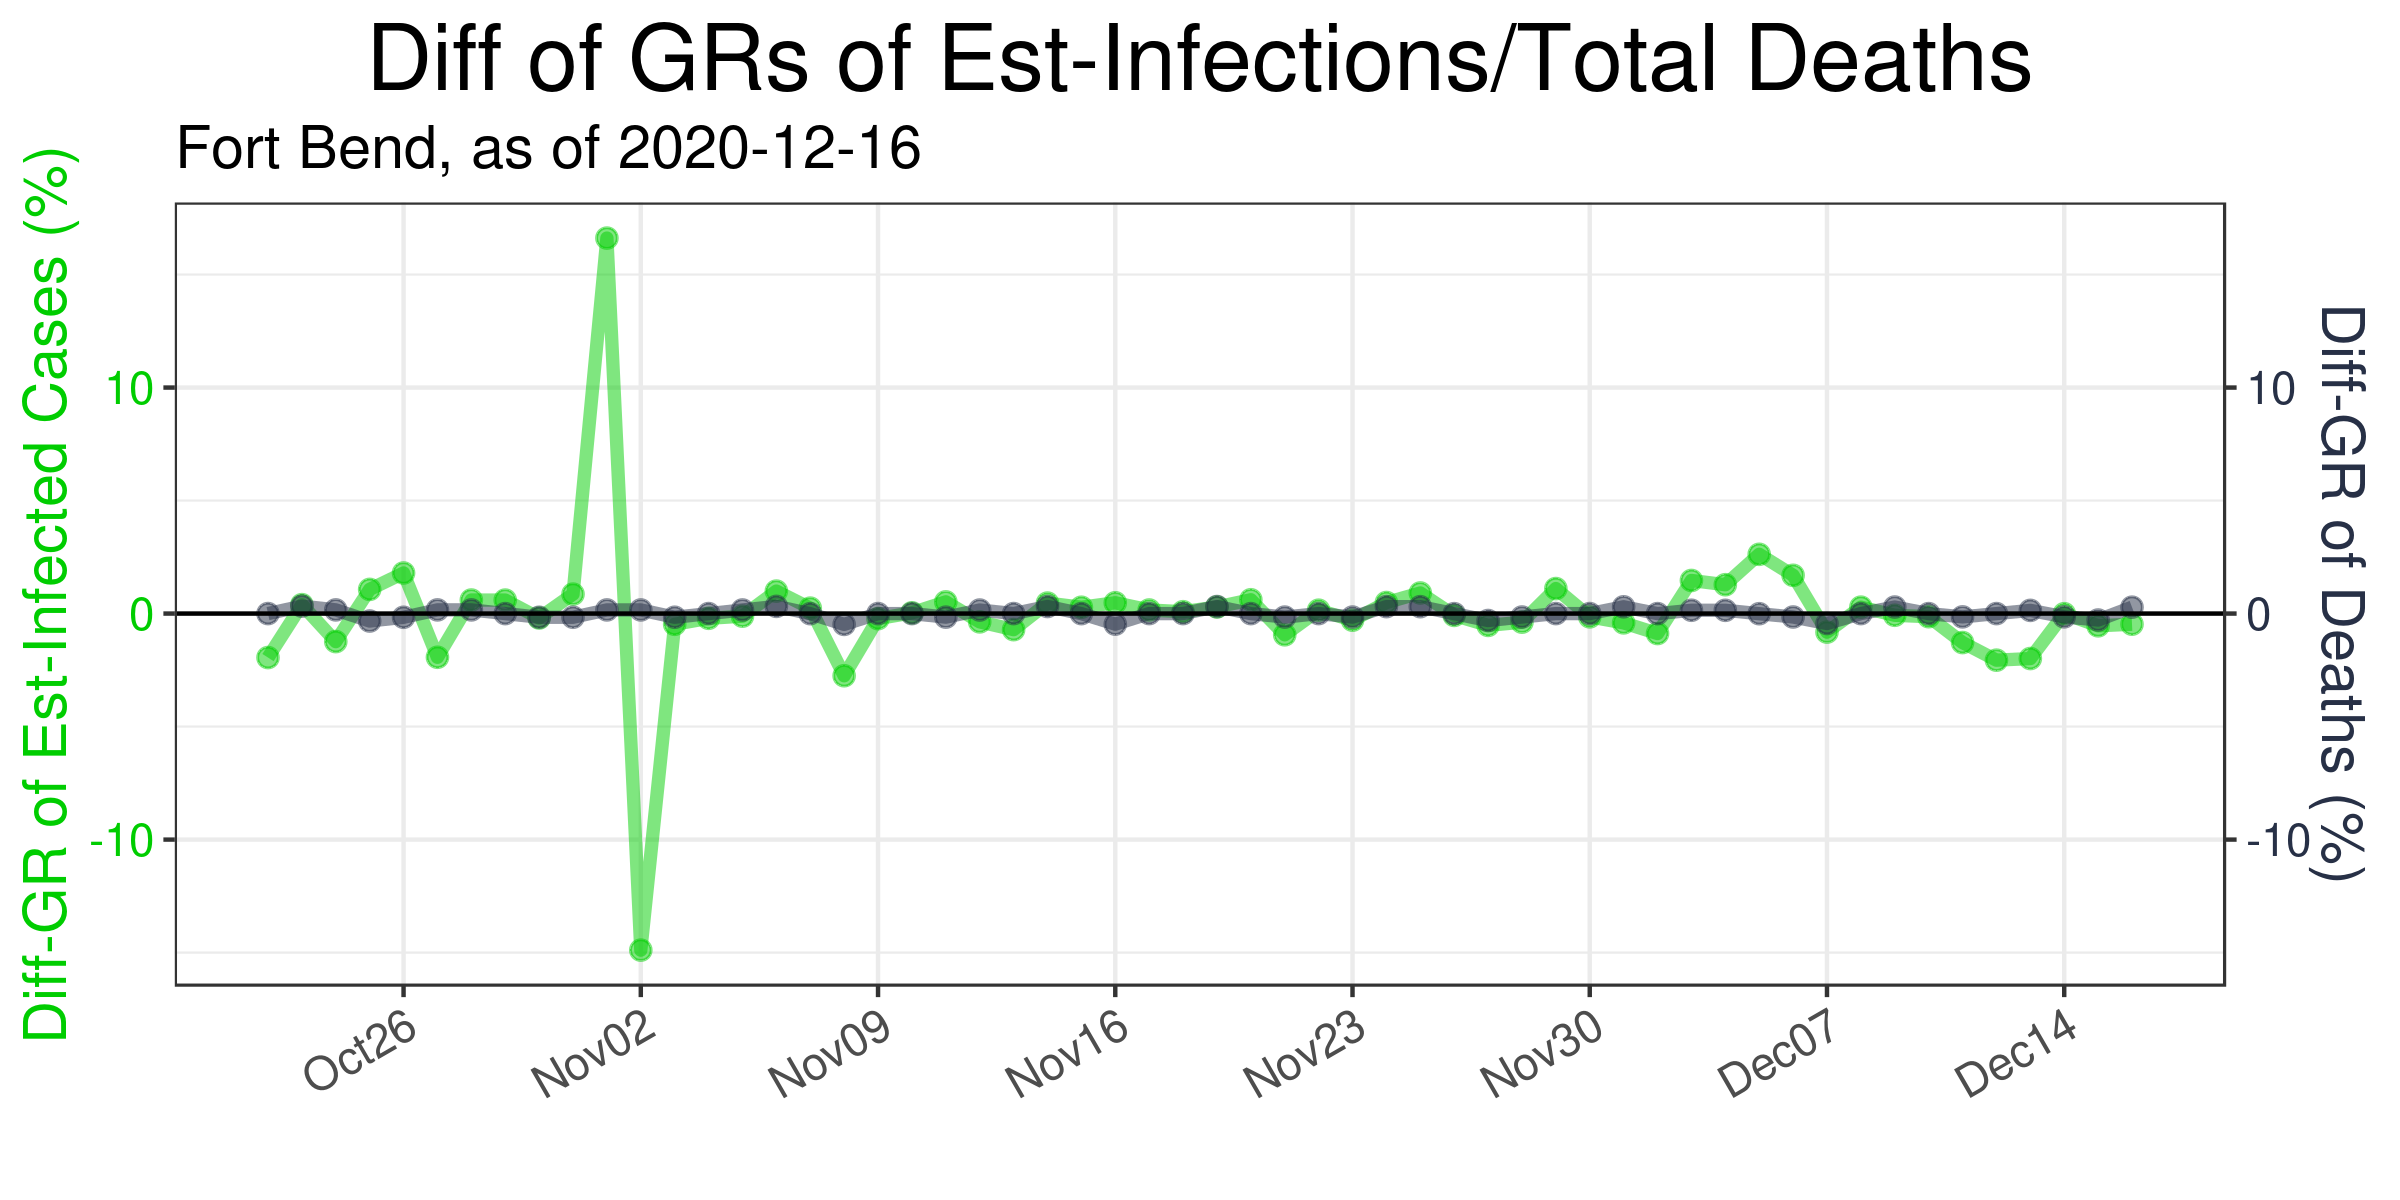 Diff of GRs of Est-Infections/Total Deaths
Fort Bend, as of 2020-12-16
Diff-GR of Est-Infected Cases (%)
10
0
-10
10
0
-10
Diff-GR of Deaths (%)
Oct26
Nov02
Nov09
Nov16
Nov23
Nov30
Dec07
Dec14